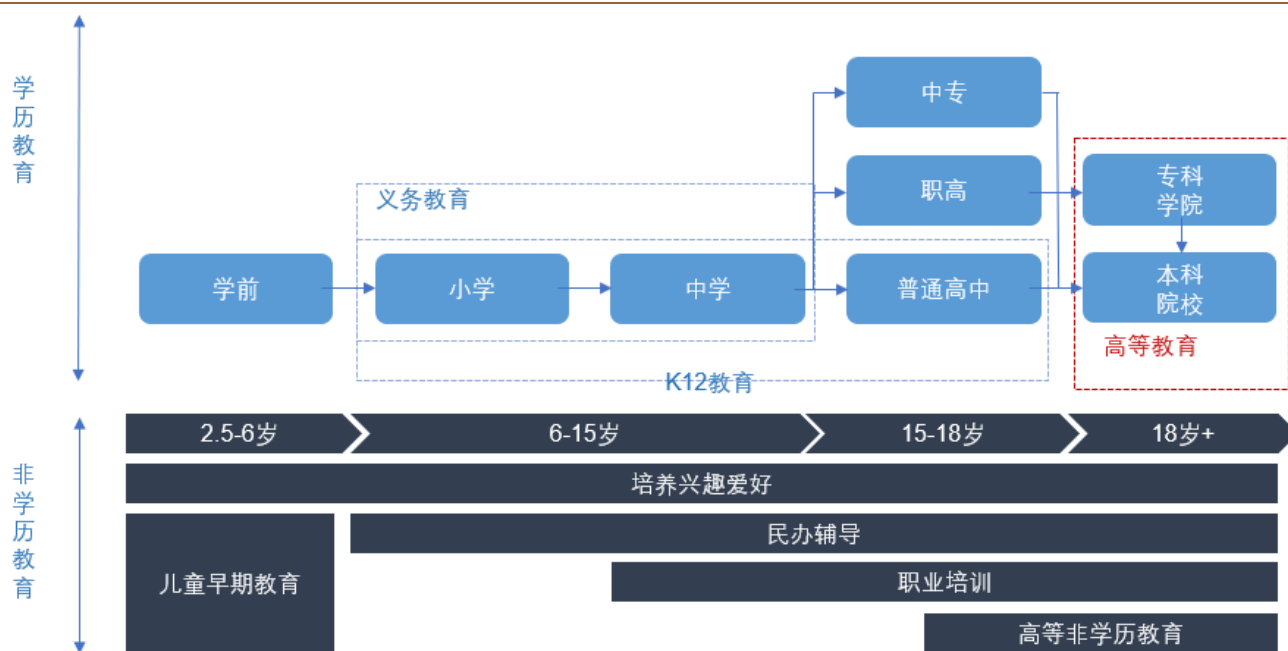 学
历
教
育
中专
职高
专科
学院
义务教育
学前
小学
中学
普通高中
本科
院校
高等教育
K12教育
非
学
历
教
育
2.5-6岁
6-15岁
15-18岁
18岁+
培养兴趣爱好
儿童早期教育
民办辅导
职业培训
高等非学历教育